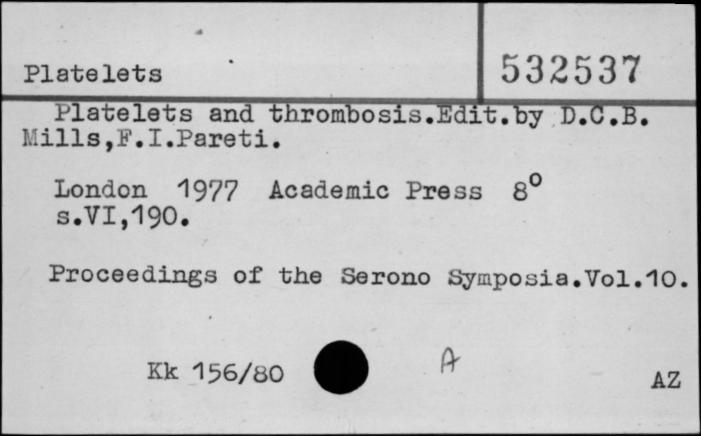 Platelets
532537
Platelets and thrombosis.Edit.by D.C.B.
Mills,F.I.Pareti.
London 1977 Academic Press 8°
s.VI,190.
Proceedings of the Serono Symposia.Vol.10.
Kk 156/80
A
AZ